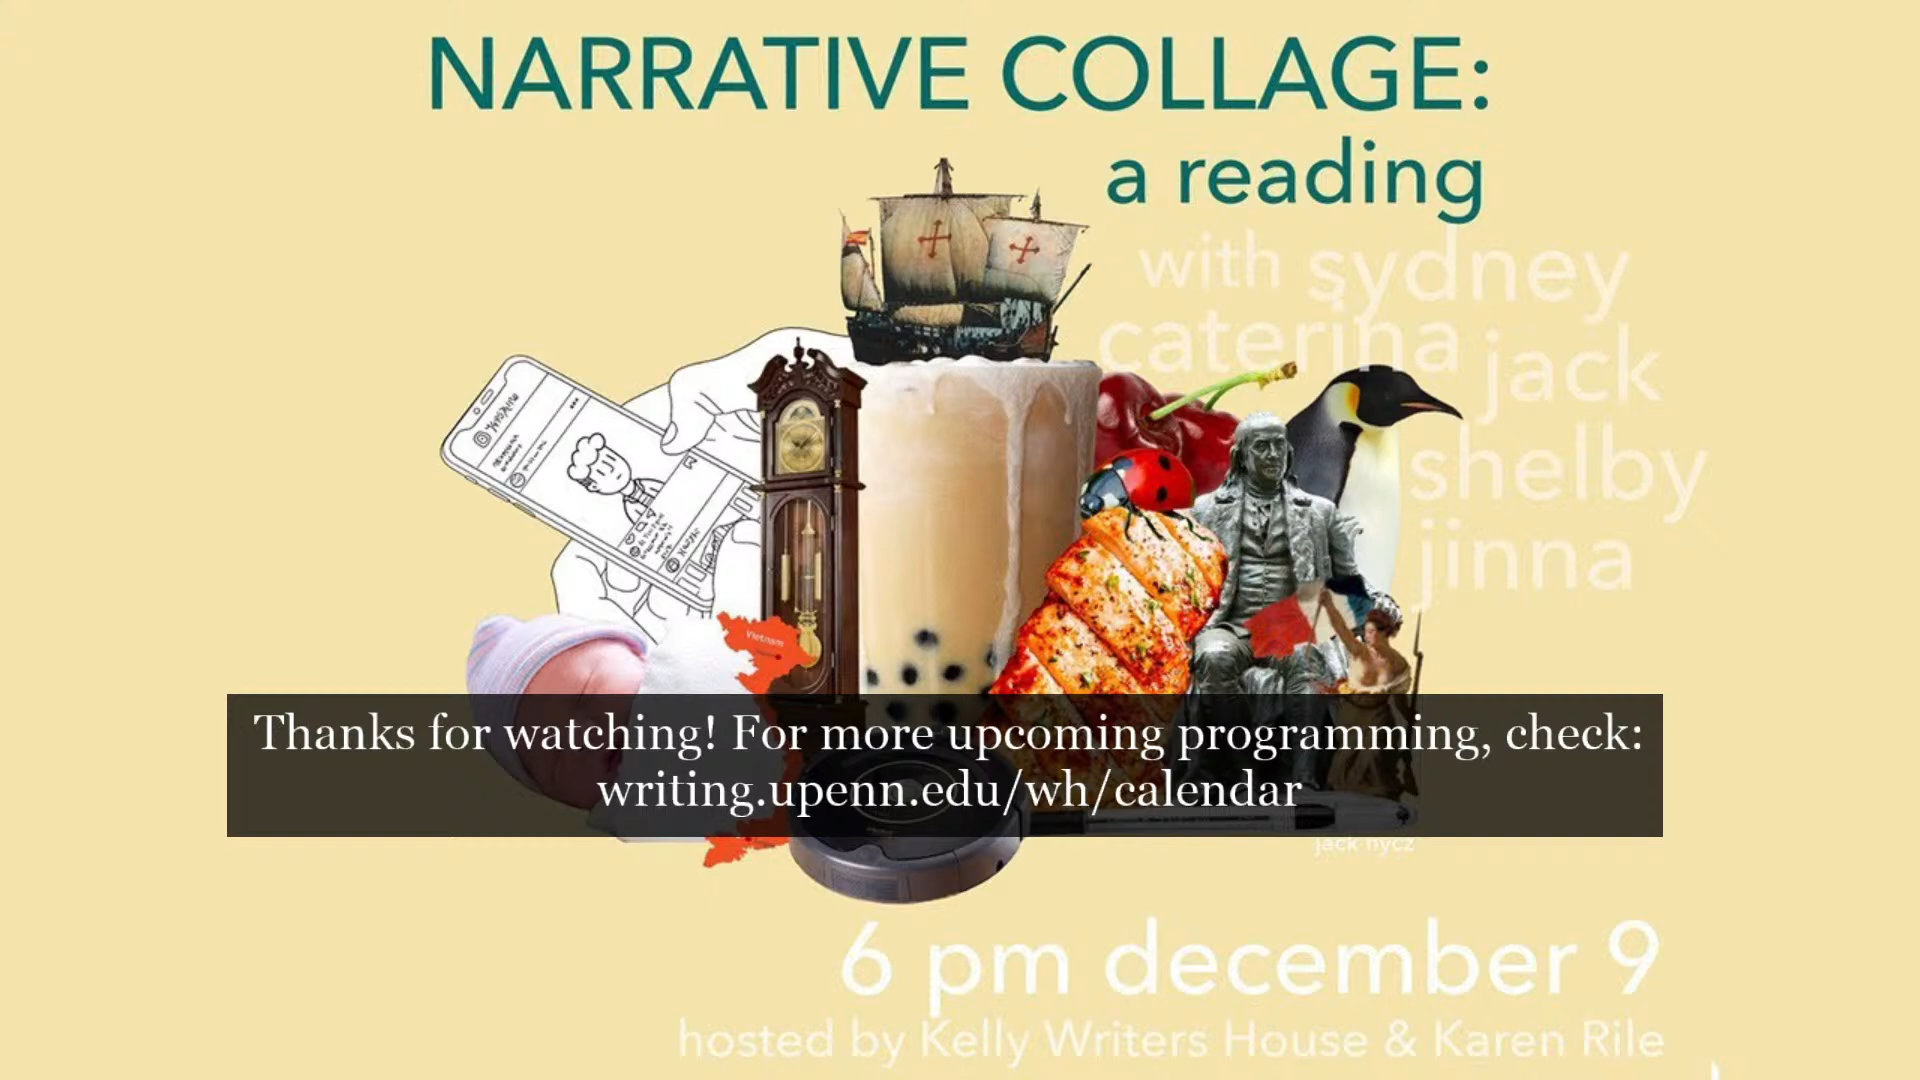 NARRATIVE COLLAGE:
a reading
with sydney
caterina jack
shelby
jinna
Vietnam
Thanks for watching! For more upcoming programming, check:
writing.upenn.edu/wh/calendar
jack nycz
6 pm december 9
hosted by Kelly Writers House & Karen Rile